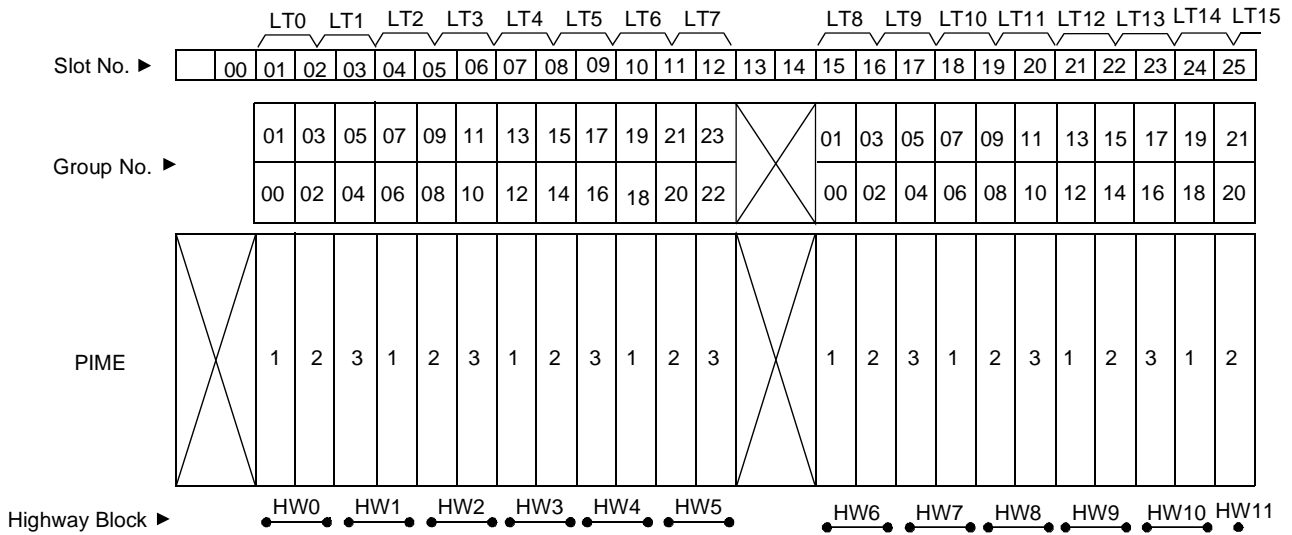 LT0 LT1 LT2 LT3 LT4 LT5 LT6 LT7 LT8 LT9 LT10 LT11 LT12 LT13 LT14 LT15
Slot No. ► 00 01 02 03 04 05 06 07 08 09 10 11 12 13 14 15 16 17 18 19 20 21 22 23 24 25
01 03 05 07 09 11 13 15 17 19 21 23 01 03 05 07 09 11 13 15 17 19 21
Group No. ►
00 02 04 06 08 10 12 14 16 18 20 22 00 02 04 06 08 10 12 14 16 18 20
PIME 1 2 3 1 2 3 1 2 3 1 2 3 1 2 3 1 2 3 1 2 3 1 2
Highway Block ► HW0 HW1 HW2 HW3 HW4 HW5 HW6 HW7 HW8 HW9 HW10 HW11